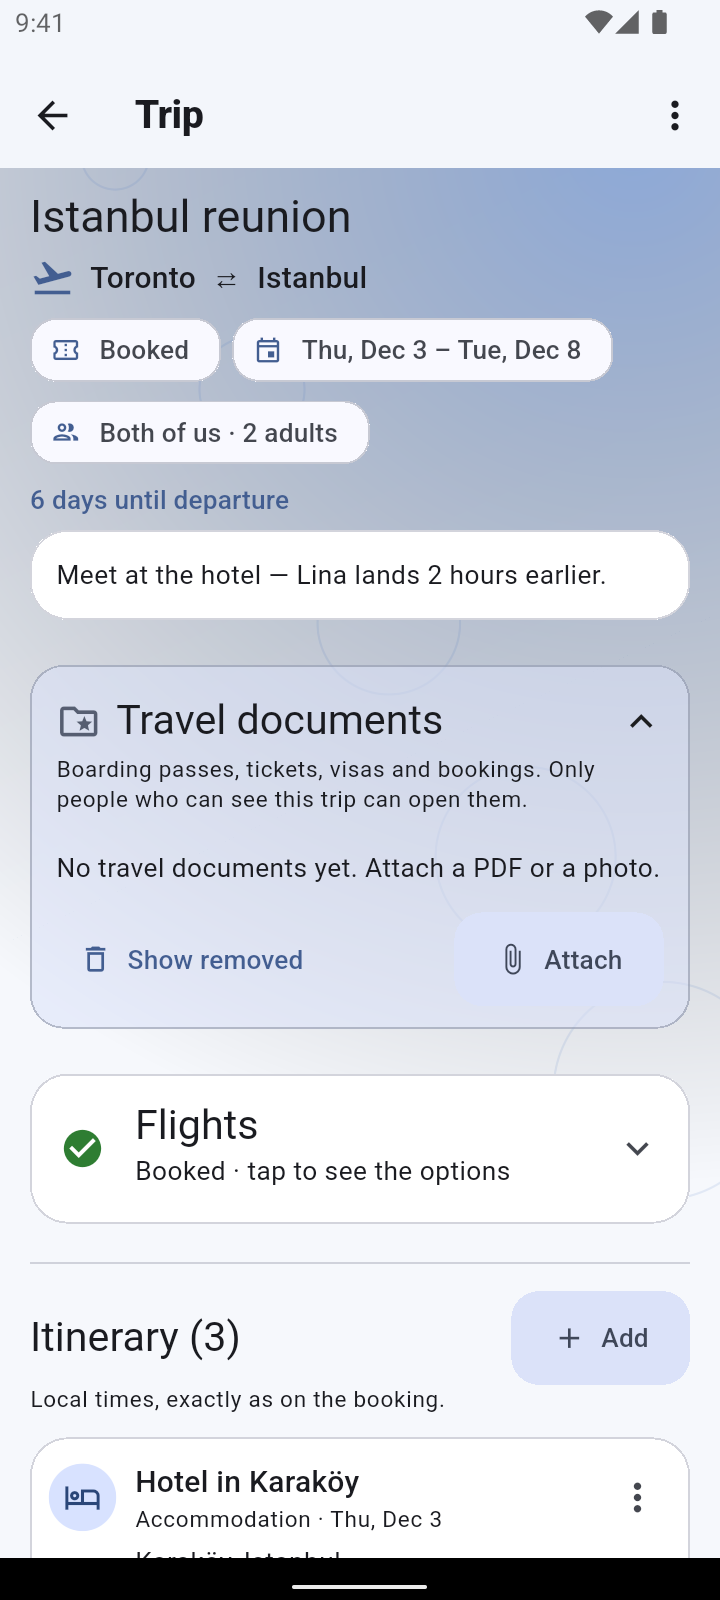 9:41
Trip
Istanbul reunion
Toronto ⇄ Istanbul
Booked
Thu, Dec 3 – Tue, Dec 8
Both of us · 2 adults
6 days until departure
Meet at the hotel — Lina lands 2 hours earlier.
Travel documents
Boarding passes, tickets, visas and bookings. Only
people who can see this trip can open them.
No travel documents yet. Attach a PDF or a photo.
Show removed
Attach
Flights
Booked · tap to see the options
Itinerary (3)
Add
Local times, exactly as on the booking.
Hotel in Karaköy
Accommodation · Thu, Dec 3
Karaköy, Istanbul